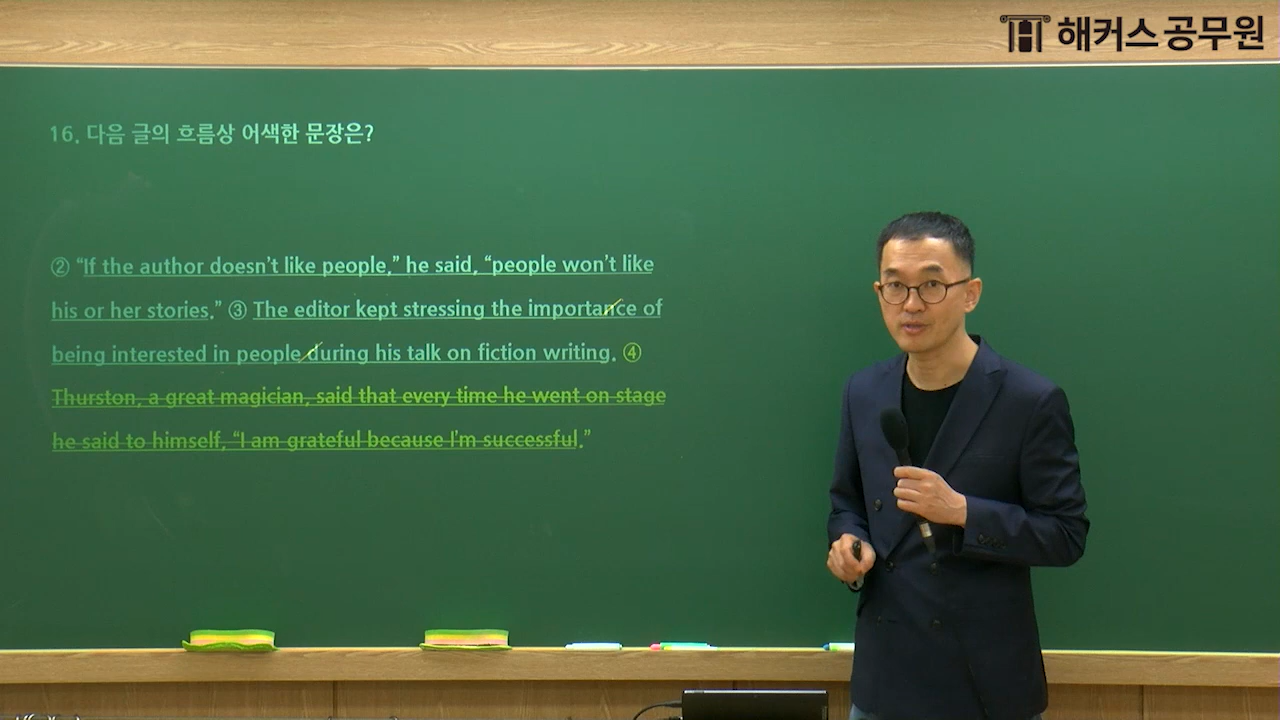 해커스공무원
16. 다음 글의 흐름상 어색한 문장은?
② “If the author doesn’t like people,” he said, “people won’t like
his or her stories.” ③ The editor kept stressing the importance of
being interested in people during his talk on fiction writing. ④
Thurston, a great magician, said that every time he went on stage
he said to himself, “I am grateful because I’m successful.”